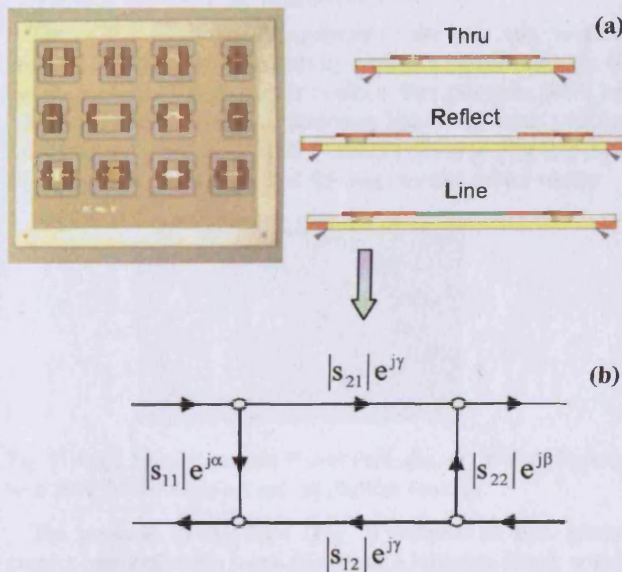 (a)
Thru
Reflect
Line
|s₂₁| e^{jγ}
(b)
|s₁₁| e^{jα}
|s₂₂| e^{jβ}
|s₁₂| e^{jγ}